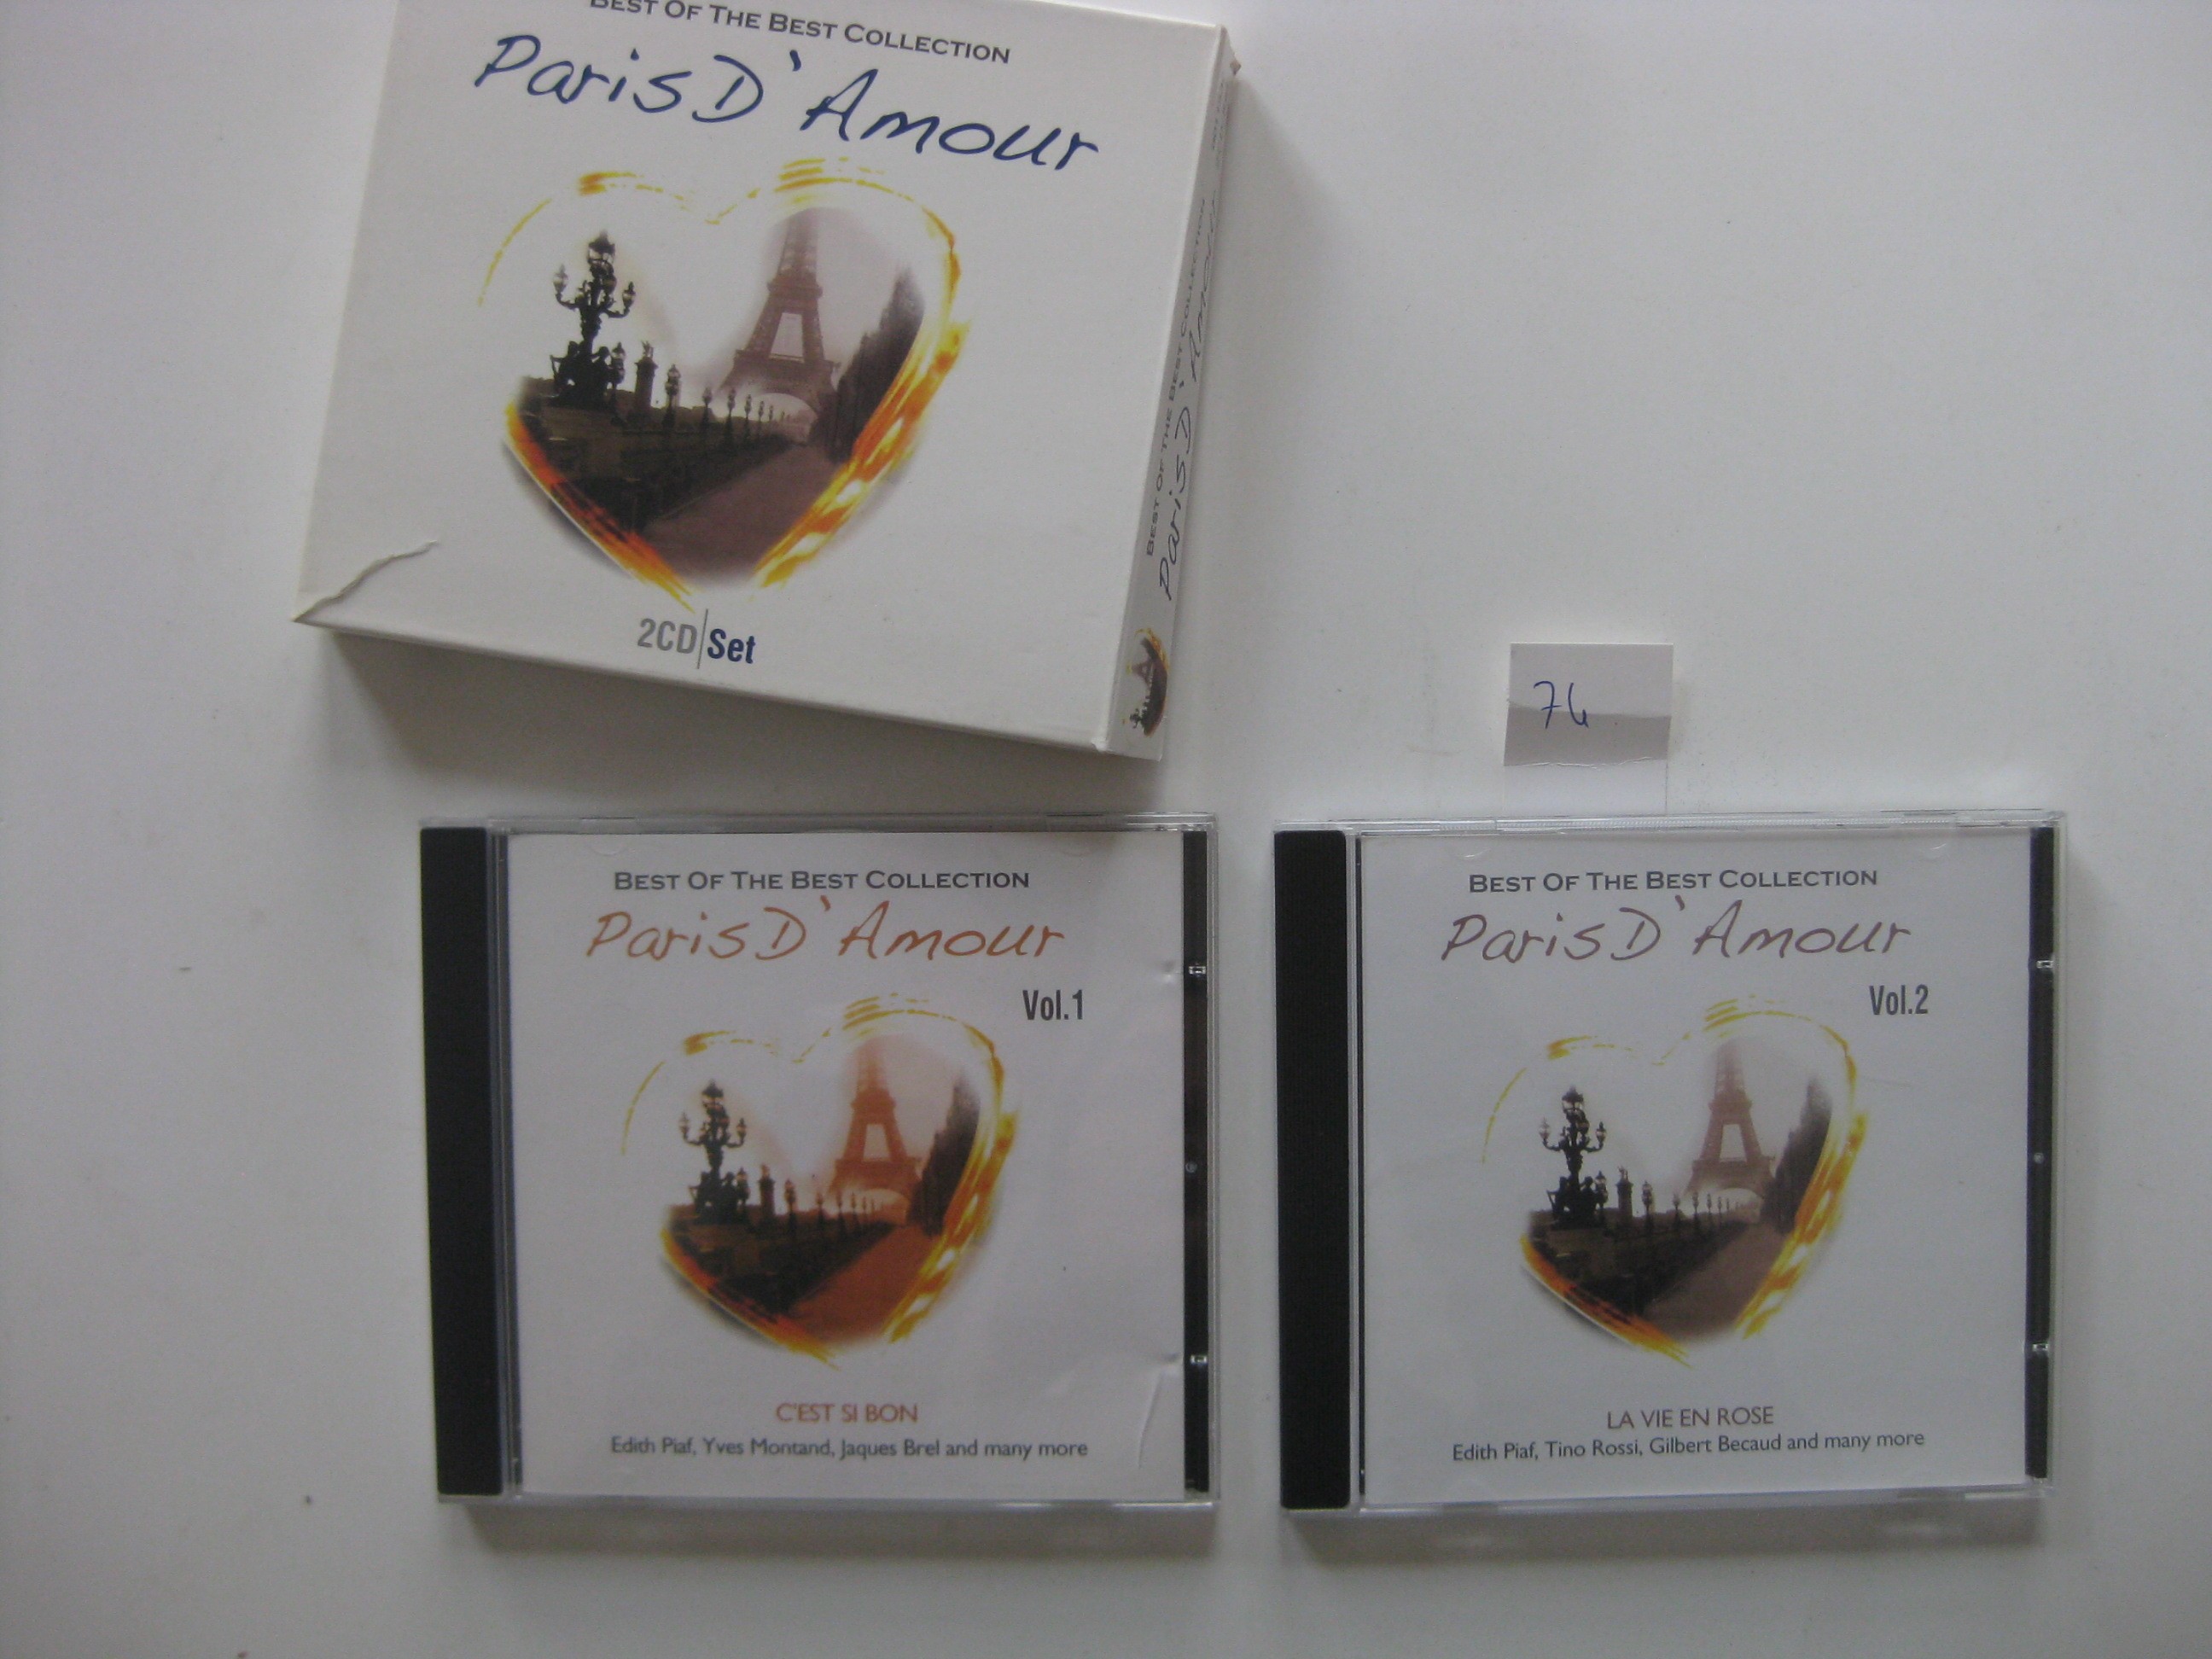 BEST OF THE BEST COLLECTION
Paris D'Amour
2CD Set
BEST OF THE BEST COLLECTION
Paris D'Amour
74
BEST OF THE BEST COLLECTION
Paris D'Amour
Vol.1
C'EST SI BON
Edith Piaf, Yves Montand, Jaques Brel and many more
BEST OF THE BEST COLLECTION
Paris D'Amour
Vol.2
LA VIE EN ROSE
Edith Piaf, Tino Rossi, Gilbert Becaud and many more